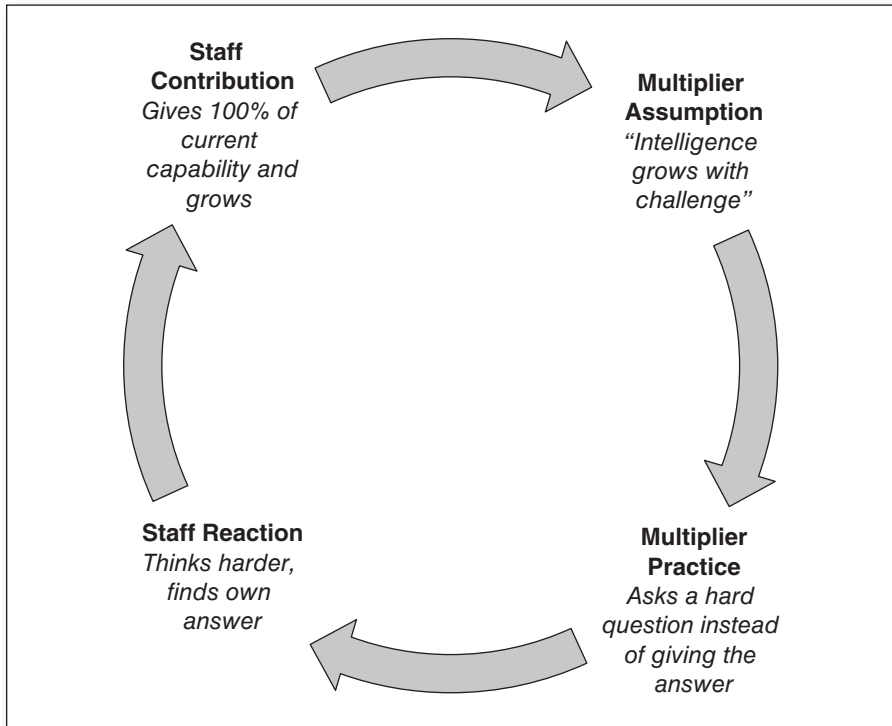 Staff
Contribution
Gives 100% of
current
capability and
grows
Multiplier
Assumption
“Intelligence
grows with
challenge”
Multiplier
Practice
Asks a hard
question instead
of giving the
answer
Staff Reaction
Thinks harder,
finds own
answer